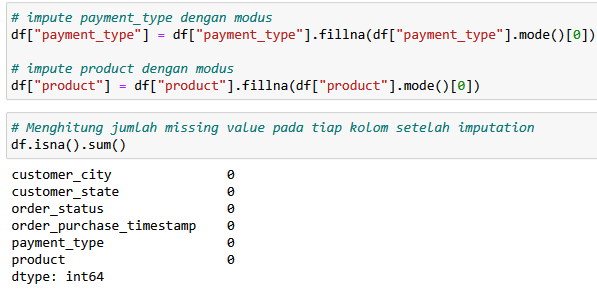 # impute payment_type dengan modus
df["payment_type"] = df["payment_type"].fillna(df["payment_type"].mode()[0])
# impute product dengan modus
df["product"] = df["product"].fillna(df["product"].mode()[0])
# Menghitung jumlah missing value pada tiap kolom setelah imputation
df.isna().sum()
customer_city 0
customer_state 0
order_status 0
order_purchase_timestamp 0
payment_type 0
product 0
dtype: int64